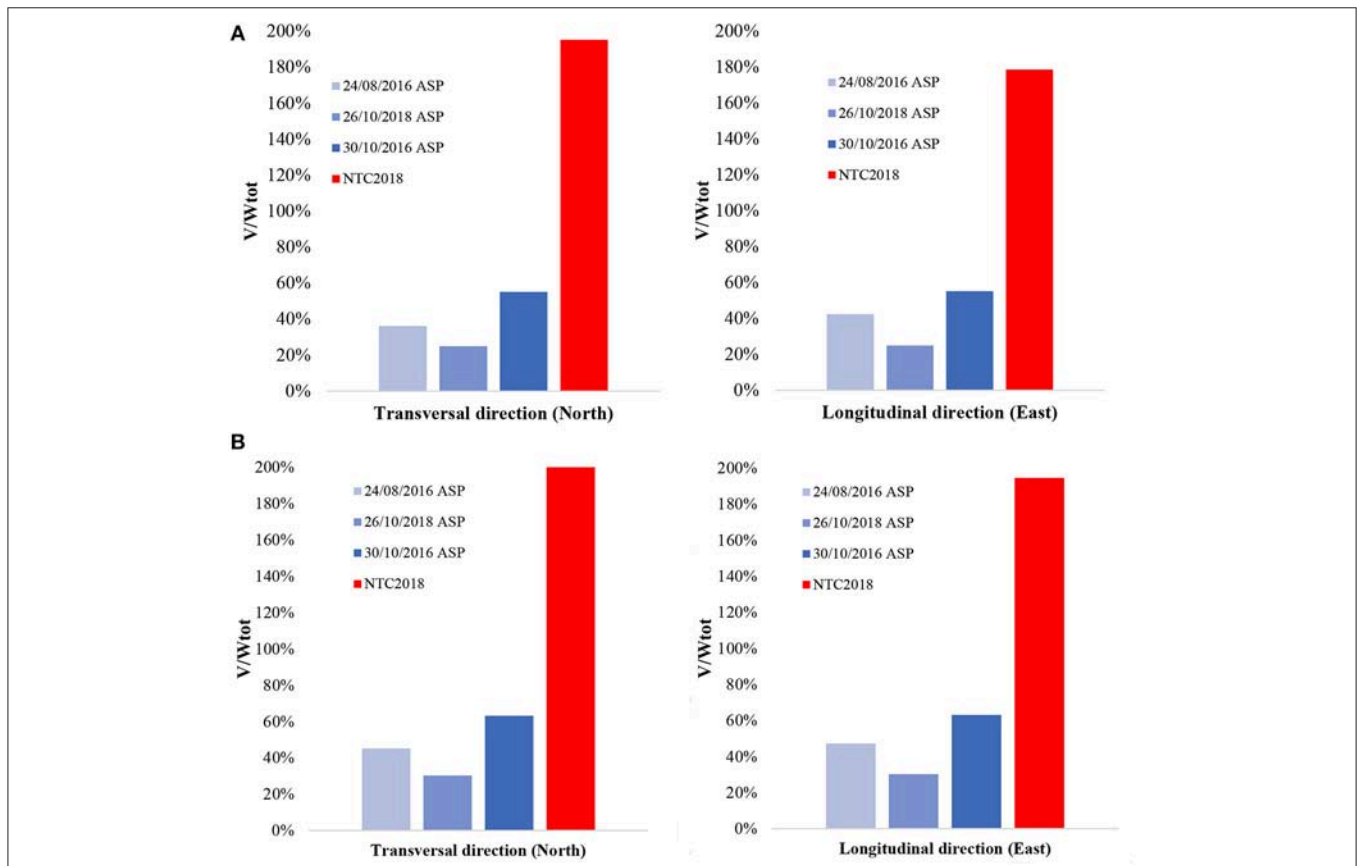 A
200%
180%
160%
140%
120%
100%
80%
60%
40%
20%
0%
V/Wtot
24/08/2016 ASP
26/10/2018 ASP
30/10/2016 ASP
NTC2018
Transversal direction (North)
200%
180%
160%
140%
120%
100%
80%
60%
40%
20%
0%
V/Wtot
24/08/2016 ASP
26/10/2018 ASP
30/10/2016 ASP
NTC2018
Longitudinal direction (East)
B
200%
180%
160%
140%
120%
100%
80%
60%
40%
20%
0%
V/Wtot
24/08/2016 ASP
26/10/2018 ASP
30/10/2016 ASP
NTC2018
Transversal direction (North)
200%
180%
160%
140%
120%
100%
80%
60%
40%
20%
0%
V/Wtot
24/08/2016 ASP
26/10/2018 ASP
30/10/2016 ASP
NTC2018
Longitudinal direction (East)